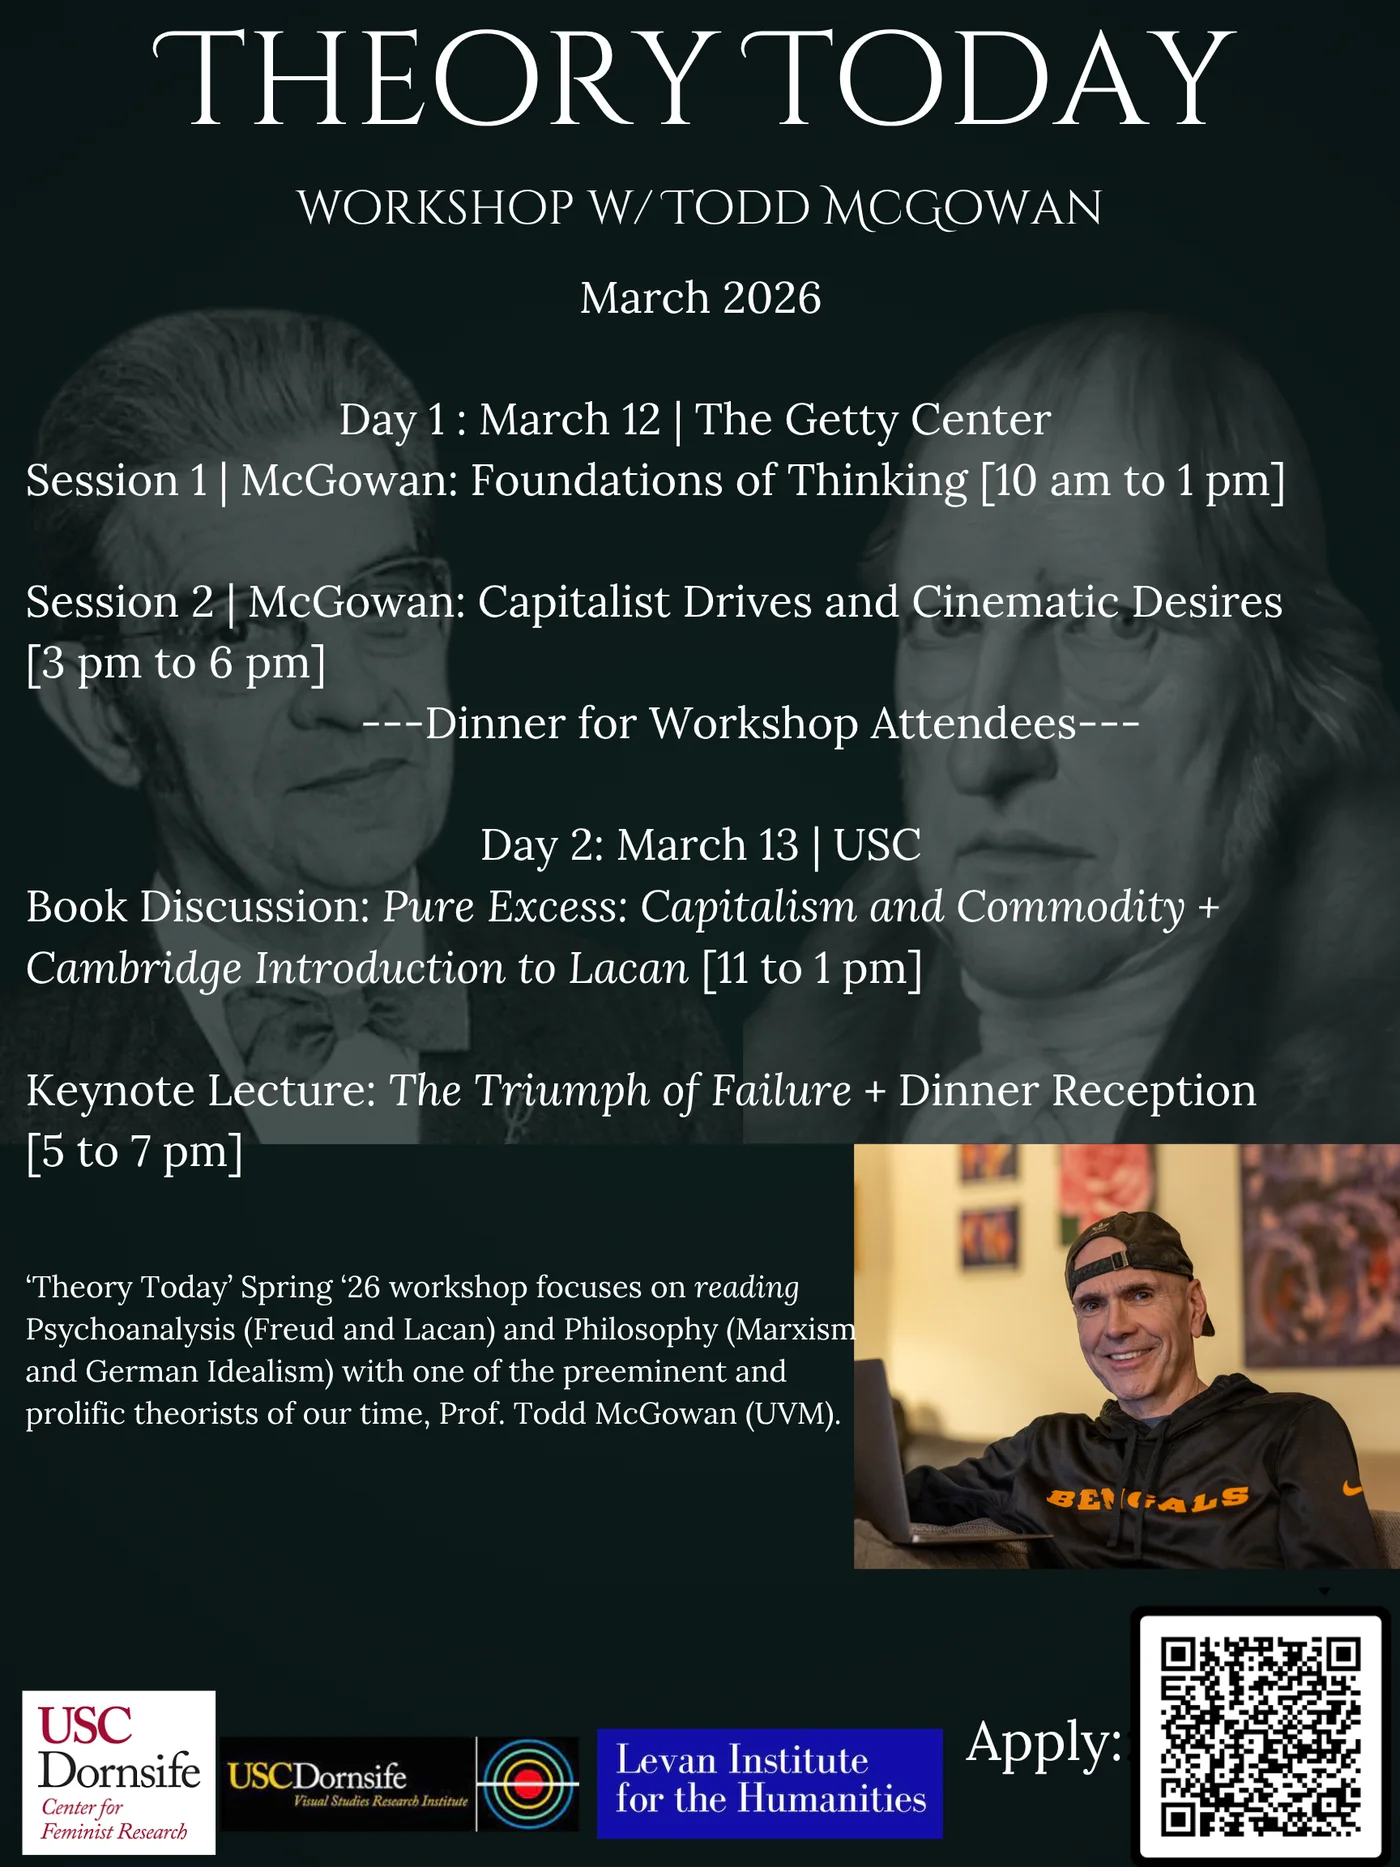 THEORY TODAY
WORKSHOP W/ TODD MCGOWAN
March 2026
Day 1 : March 12 | The Getty Center
Session 1 | McGowan: Foundations of Thinking [10 am to 1 pm]
Session 2 | McGowan: Capitalist Drives and Cinematic Desires
[3 pm to 6 pm]
---Dinner for Workshop Attendees---
Day 2: March 13 | USC
Book Discussion: Pure Excess: Capitalism and Commodity +
Cambridge Introduction to Lacan [11 to 1 pm]
Keynote Lecture: The Triumph of Failure + Dinner Reception
[5 to 7 pm]
‘Theory Today’ Spring ‘26 workshop focuses on reading
Psychoanalysis (Freud and Lacan) and Philosophy (Marxism
and German Idealism) with one of the preeminent and
prolific theorists of our time, Prof. Todd McGowan (UVM).
BENGALS
USC
Dornsife
Center for
Feminist Research
USCDornsife
Visual Studies Research Institute
Levan Institute
for the Humanities
Apply: